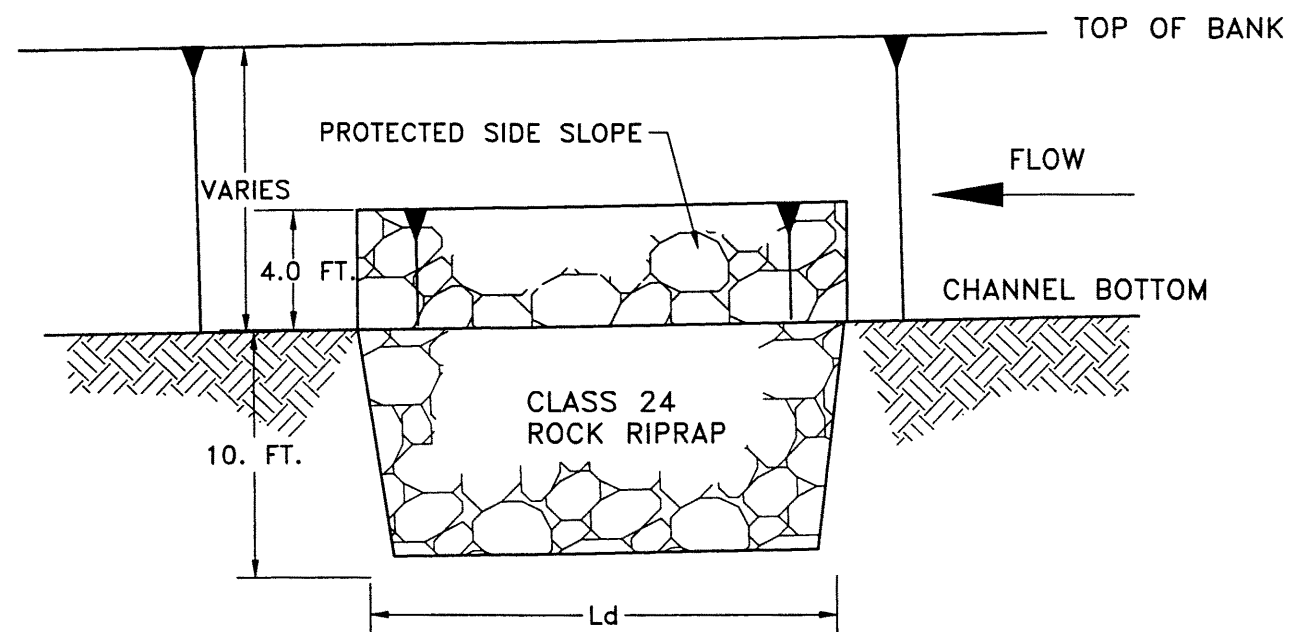 TOP OF BANK
PROTECTED SIDE SLOPE
FLOW
VARIES
4.0 FT.
CHANNEL BOTTOM
CLASS 24
ROCK RIPRAP
10. FT.
Ld